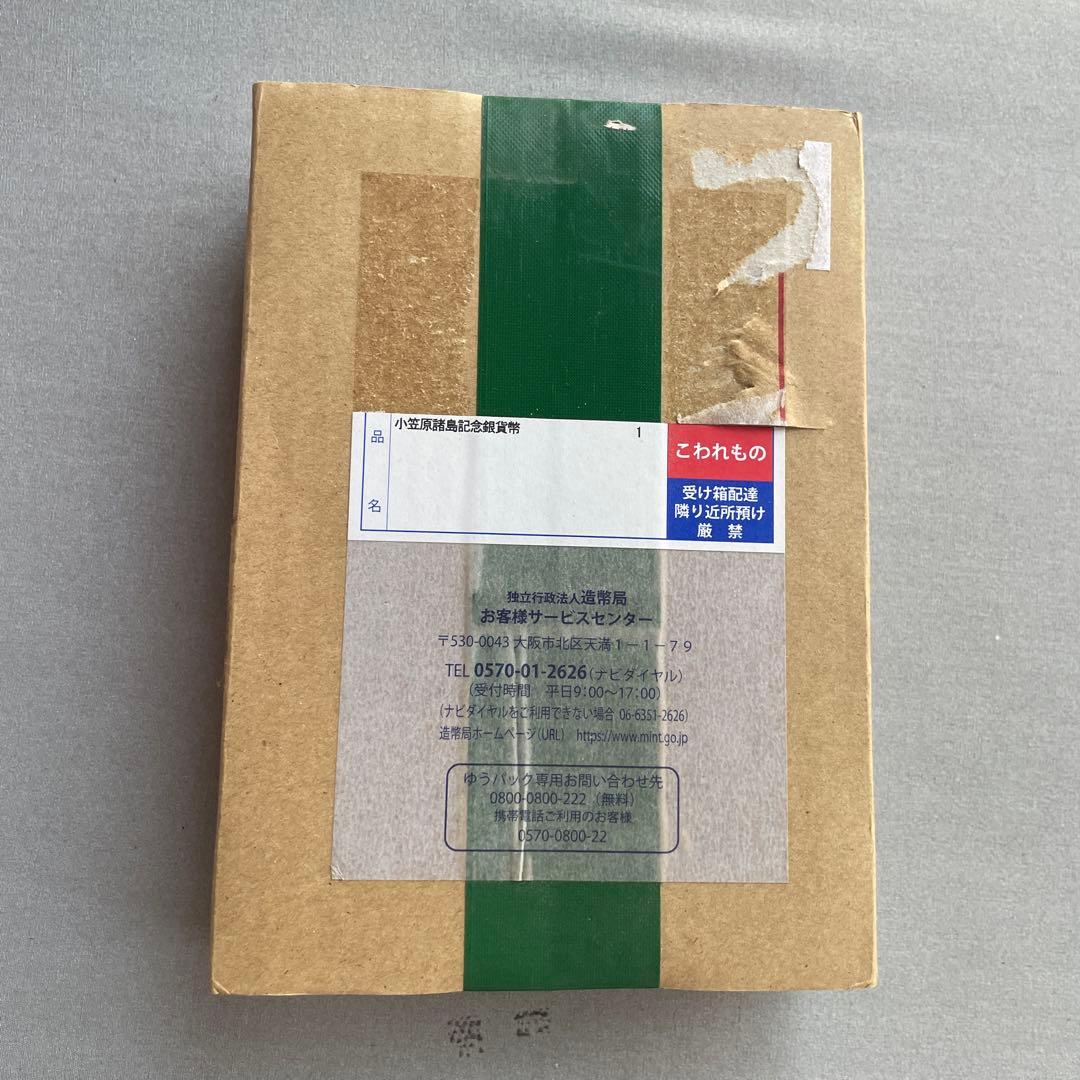 小笠原諸島記念銀貨幣 1
品名
こわれもの
受け箱配達
隣り近所預け
厳 禁
独立行政法人造幣局
お客様サービスセンター
〒530-0043 大阪市北区天満1-1-79
TEL 0570-01-2626(ナビダイヤル)
(受付時間 平日9:00~17:00)
(ナビダイヤルをご利用できない場合 06-6351-2626)
造幣局ホームページ(URL) https://www.mint.go.jp
ゆうパック専用お問い合わせ先
0800-0800-222(無料)
携帯電話ご利用のお客様
0570-0800-22